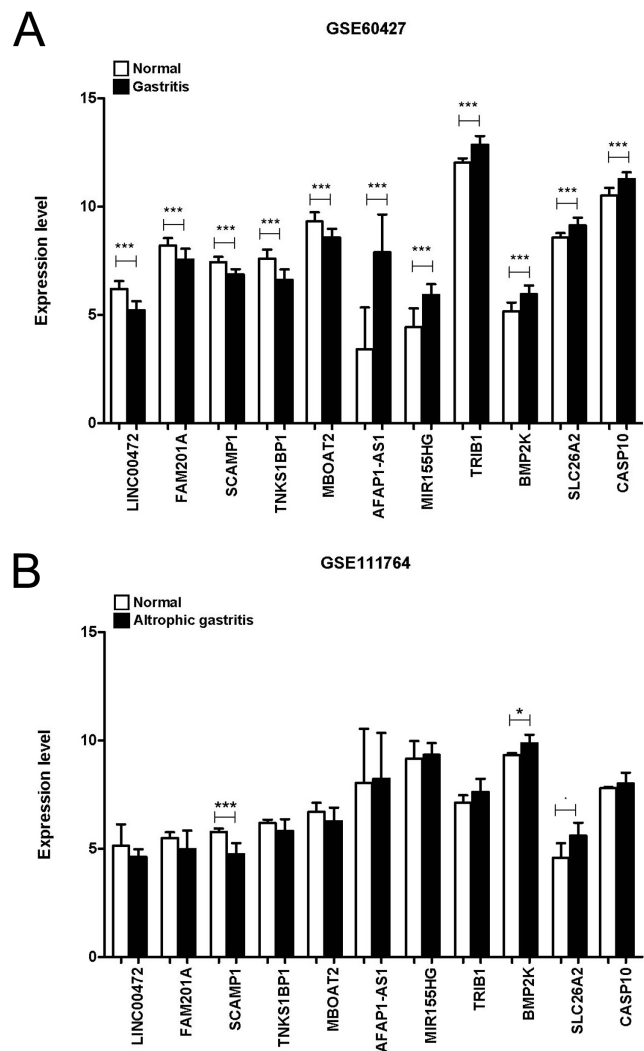 A
GSE60427
Normal
Gastritis
Expression level
15
10
5
0
***
***
***
***
***
***
***
***
***
***
***
LINC00472
FAM201A
SCAMP1
TNKS1BP1
MBOAT2
AFAP1-AS1
MIR155HG
TRIB1
BMP2K
SLC26A2
CASP10
B
GSE111764
Normal
Altrophic gastritis
Expression level
15
10
5
0
***
*
.
LINC00472
FAM201A
SCAMP1
TNKS1BP1
MBOAT2
AFAP1-AS1
MIR155HG
TRIB1
BMP2K
SLC26A2
CASP10